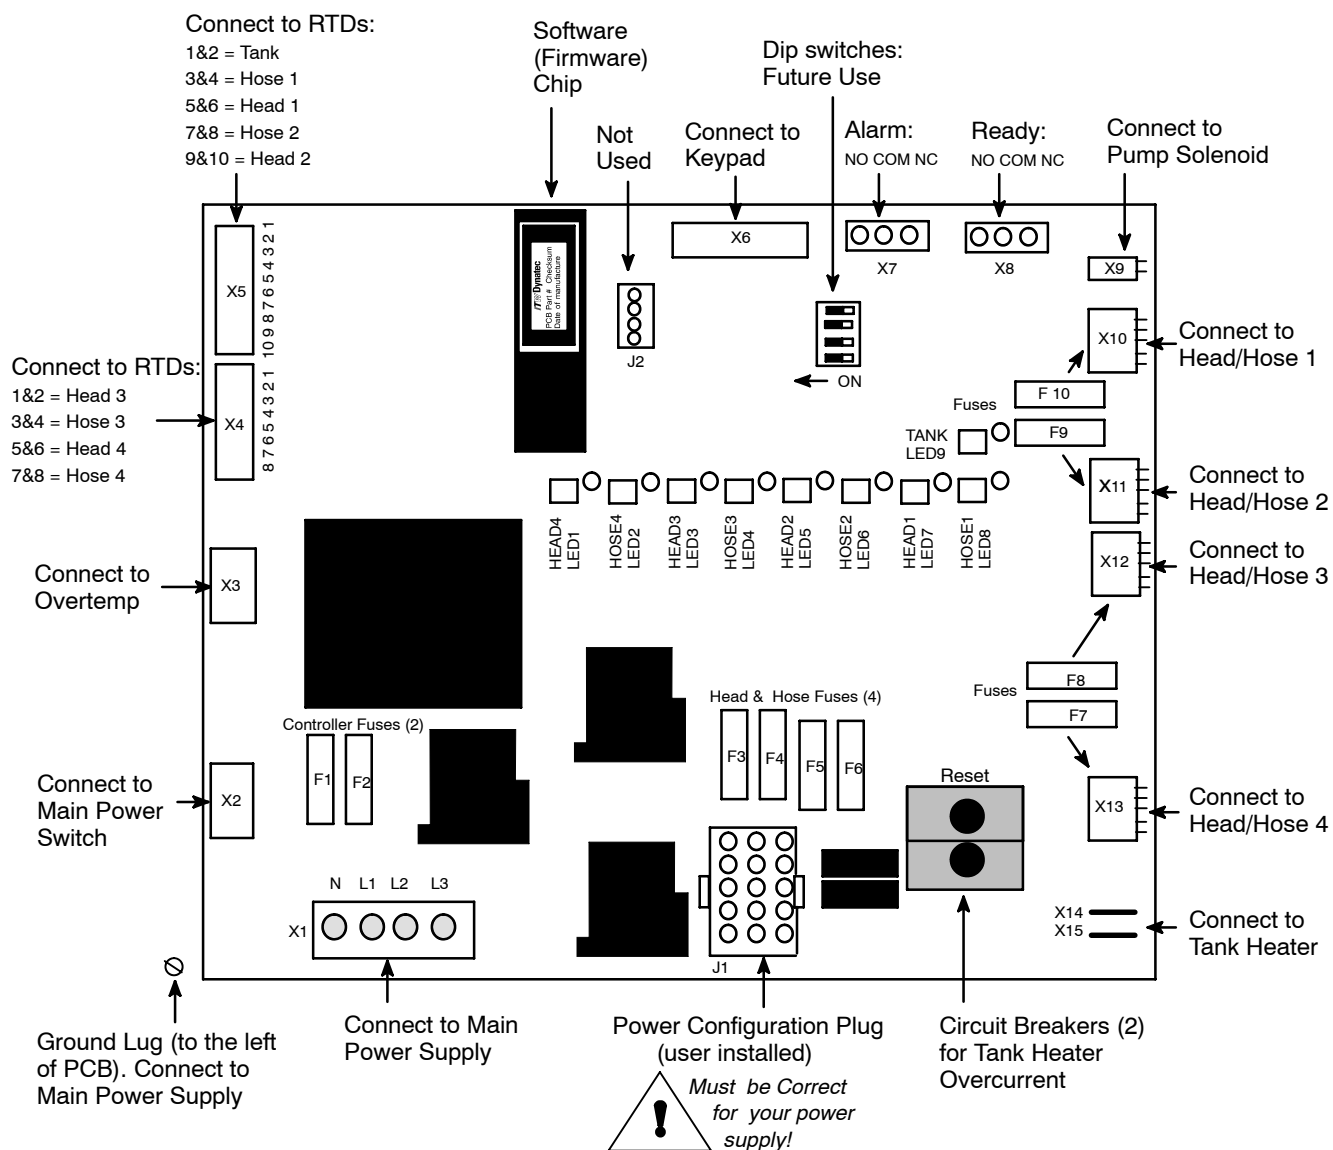 Connect to RTDs:
1&2 = Tank
3&4 = Hose 1
5&6 = Head 1
7&8 = Hose 2
9&10 = Head 2
Software
(Firmware)
Chip
Not
Used
Connect to
Keypad
Dip switches:
Future Use
Alarm:
NO COM NC
Ready:
NO COM NC
Connect to
Pump Solenoid
X5
10 9 8 7 6 5 4 3 2 1
ITW Dynatec
PCB Part # Checksum
Date of manufacture
J2
X6
X7
X8
X9
ON
X10
Connect to
Head/Hose 1
Connect to RTDs:
1&2 = Head 3
3&4 = Hose 3
5&6 = Head 4
7&8 = Hose 4
X4
8 7 6 5 4 3 2 1
Fuses
F 10
F9
TANK
LED9
X11
Connect to
Head/Hose 2
HEAD4
LED1
HOSE4
LED2
HEAD3
LED3
HOSE3
LED4
HEAD2
LED5
HOSE2
LED6
HEAD1
LED7
HOSE1
LED8
X12
Connect to
Head/Hose 3
Connect to
Overtemp
X3
Fuses
F8
F7
Controller Fuses (2)
F1
F2
Head & Hose Fuses (4)
F3
F4
F5
F6
Reset
Connect to
Main Power
Switch
X2
X13
Connect to
Head/Hose 4
N L1 L2 L3
X1
J1
X14
X15
Connect to
Tank Heater
Ground Lug (to the left
of PCB). Connect to
Main Power Supply
Connect to Main
Power Supply
Power Configuration Plug
(user installed)
! Must be Correct
for your power
supply!
Circuit Breakers (2)
for Tank Heater
Overcurrent